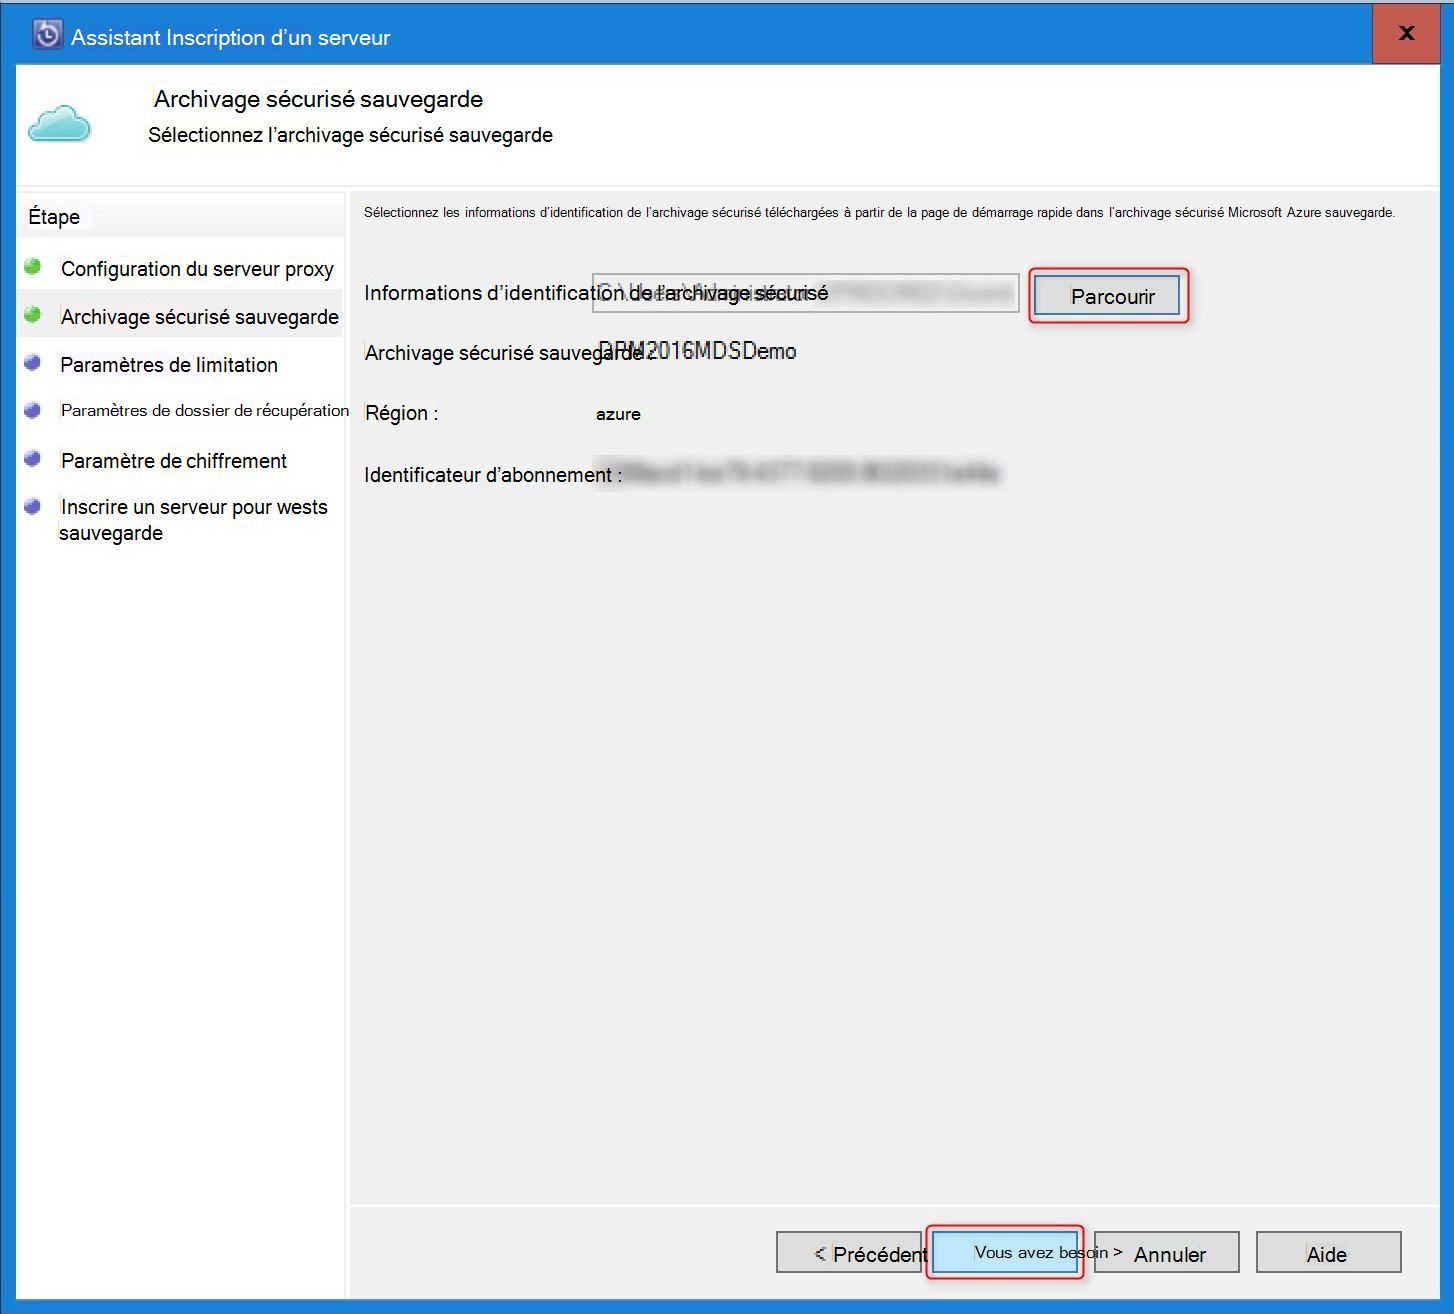 Assistant Inscription d'un serveur
x
Archivage sécurisé sauvegarde
Sélectionnez l'archivage sécurisé sauvegarde
Étape
Configuration du serveur proxy
Archivage sécurisé sauvegarde
Paramètres de limitation
Paramètres de dossier de récupération
Paramètre de chiffrement
Inscrire un serveur pour wests
sauvegarde
Sélectionnez les informations d'identification de l'archivage sécurisé téléchargées à partir de la page de démarrage rapide dans l'archivage sécurisé Microsoft Azure sauvegarde.
Informations d'identification de l'archivage sécurisé
Parcourir
Archivage sécurisé sauvegarde : DPM2016MDSDemo
Région : azure
Identificateur d'abonnement :
< Précédent Vous avez besoin > Annuler Aide